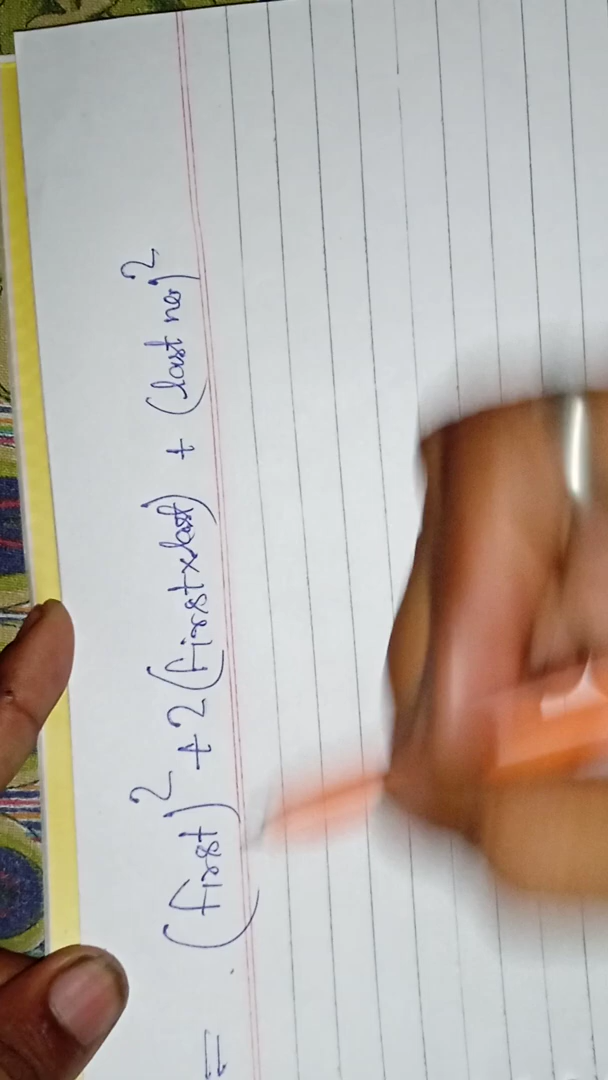 = (first)² + 2(first×last) + (last no)²